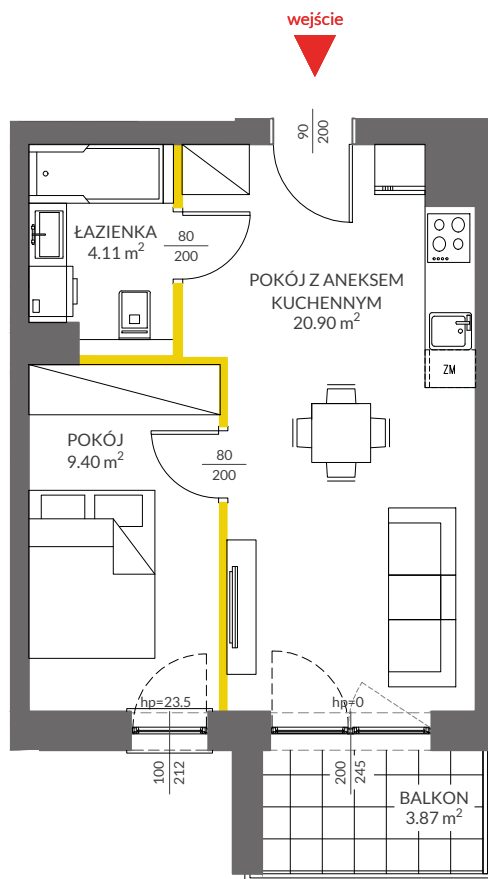 wejście
90
200
ŁAZIENKA
4.11 m²
80
200
POKÓJ Z ANEKSEM
KUCHENNYM
20.90 m²
ZM
POKÓJ
9.40 m²
80
200
hp=23.5
hp=0
100
212
200
245
BALKON
3.87 m²